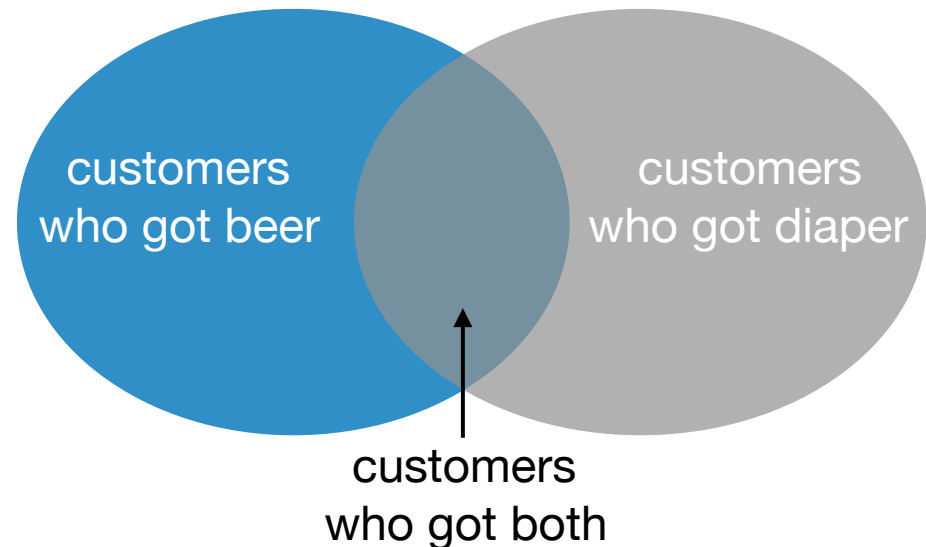 customers
who got beer
customers
who got diaper
customers
who got both